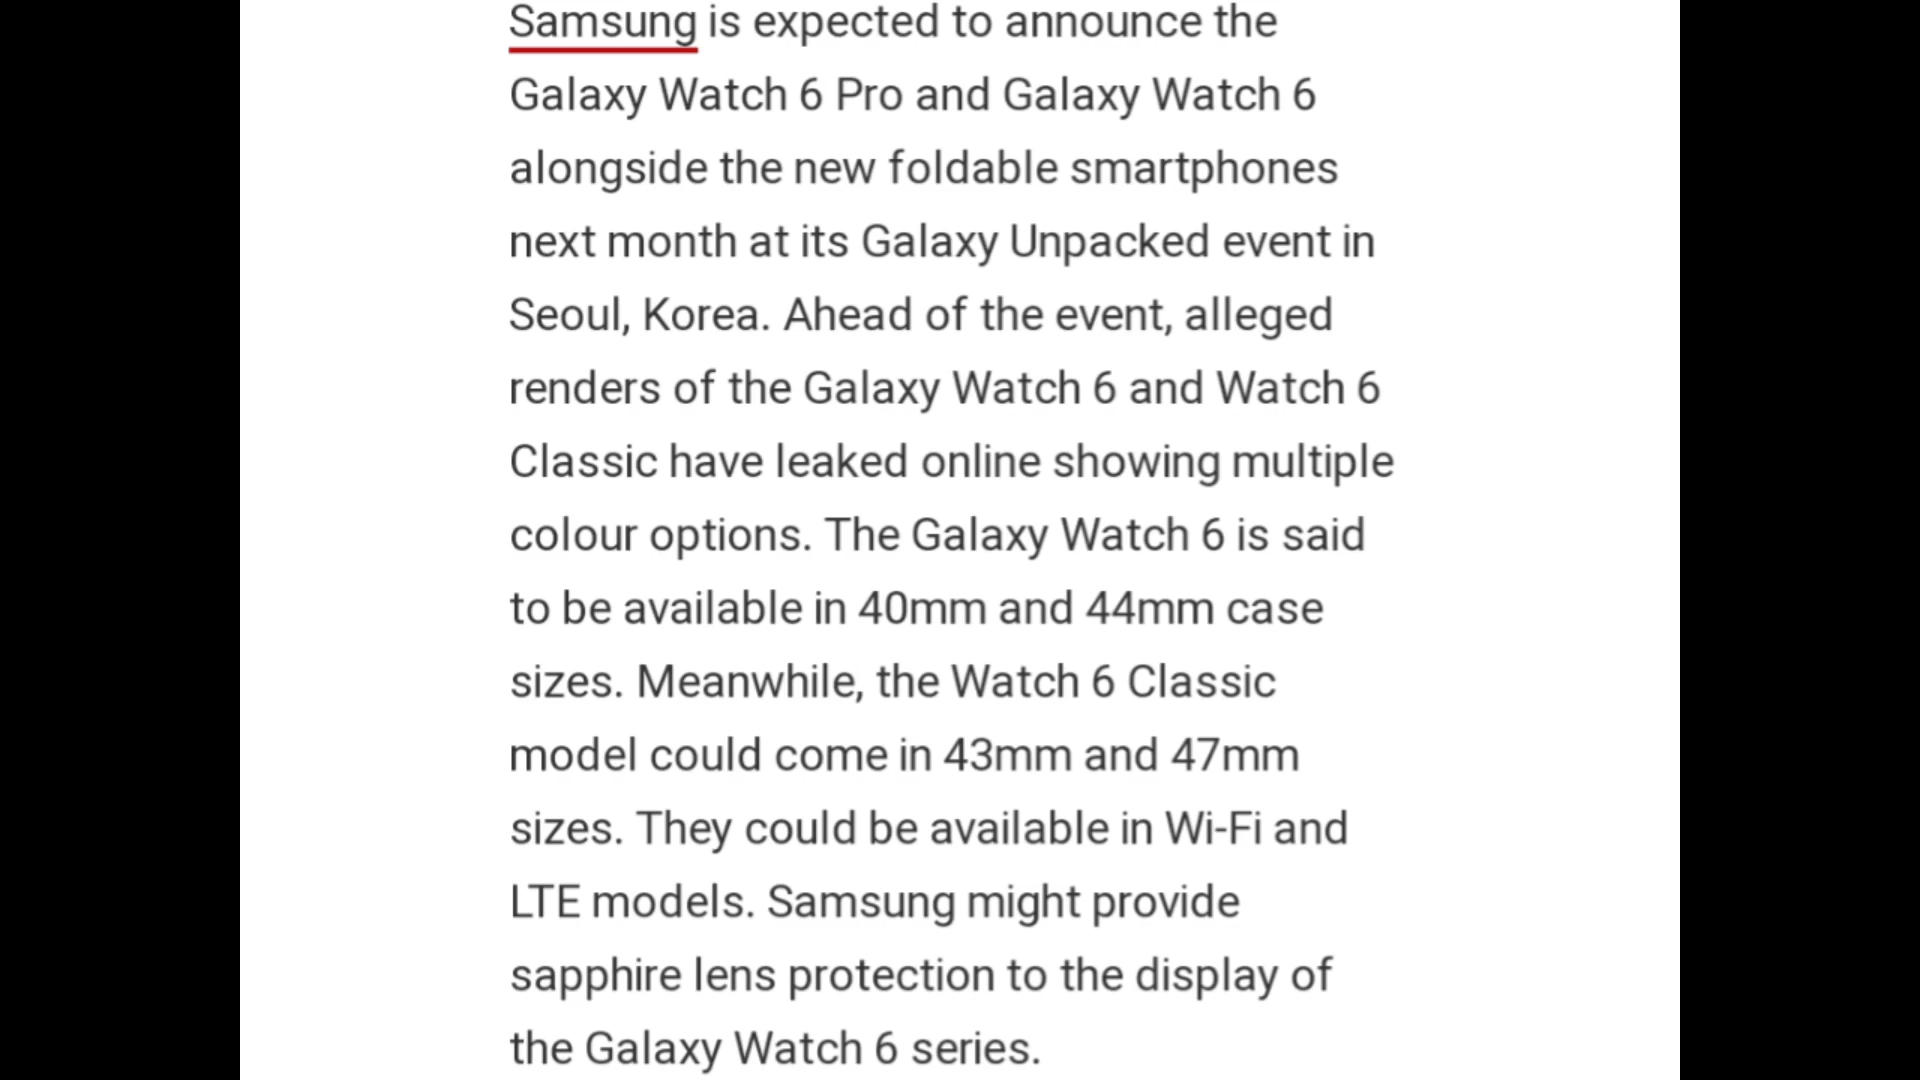 Samsung is expected to announce the
Galaxy Watch 6 Pro and Galaxy Watch 6
alongside the new foldable smartphones
next month at its Galaxy Unpacked event in
Seoul, Korea. Ahead of the event, alleged
renders of the Galaxy Watch 6 and Watch 6
Classic have leaked online showing multiple
colour options. The Galaxy Watch 6 is said
to be available in 40mm and 44mm case
sizes. Meanwhile, the Watch 6 Classic
model could come in 43mm and 47mm
sizes. They could be available in Wi-Fi and
LTE models. Samsung might provide
sapphire lens protection to the display of
the Galaxy Watch 6 series.